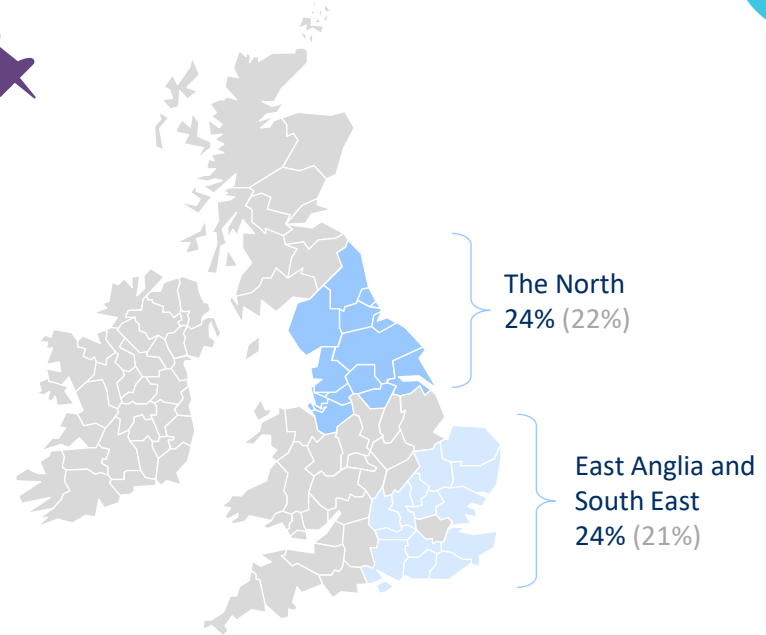 The North
24% (22%)
East Anglia and
South East
24% (21%)